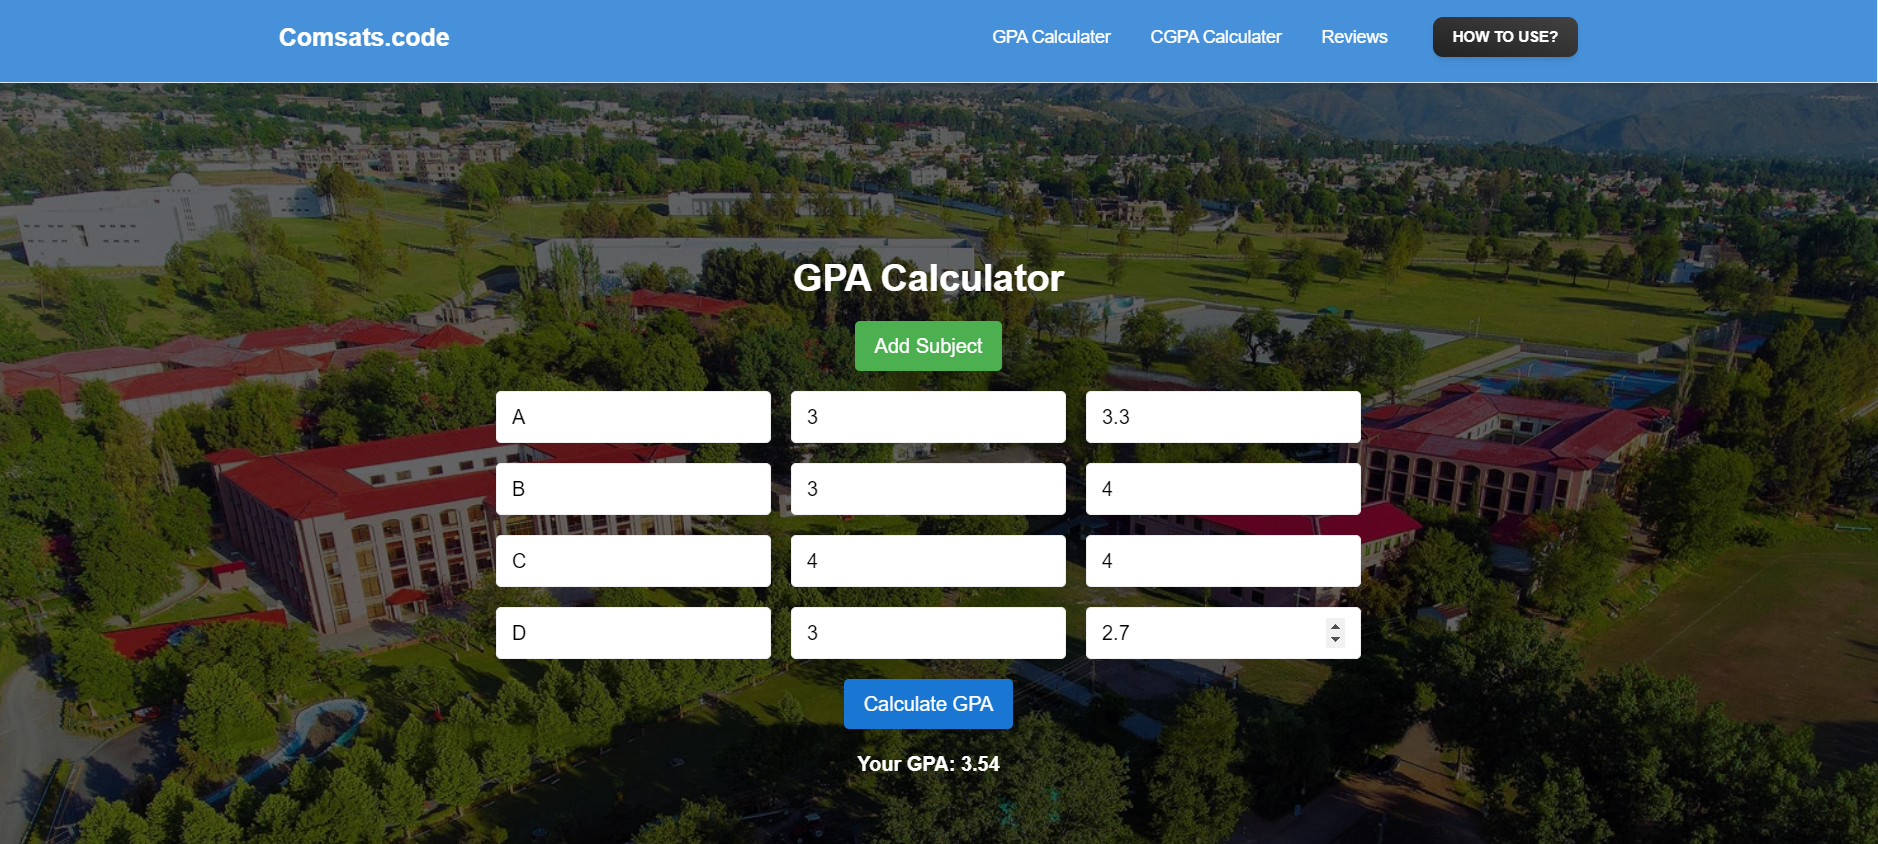 Comsats.code
GPA Calculater
CGPA Calculater
Reviews
HOW TO USE?
GPA Calculator
Add Subject
A 3 3.3
B 3 4
C 4 4
D 3 2.7
Calculate GPA
Your GPA: 3.54